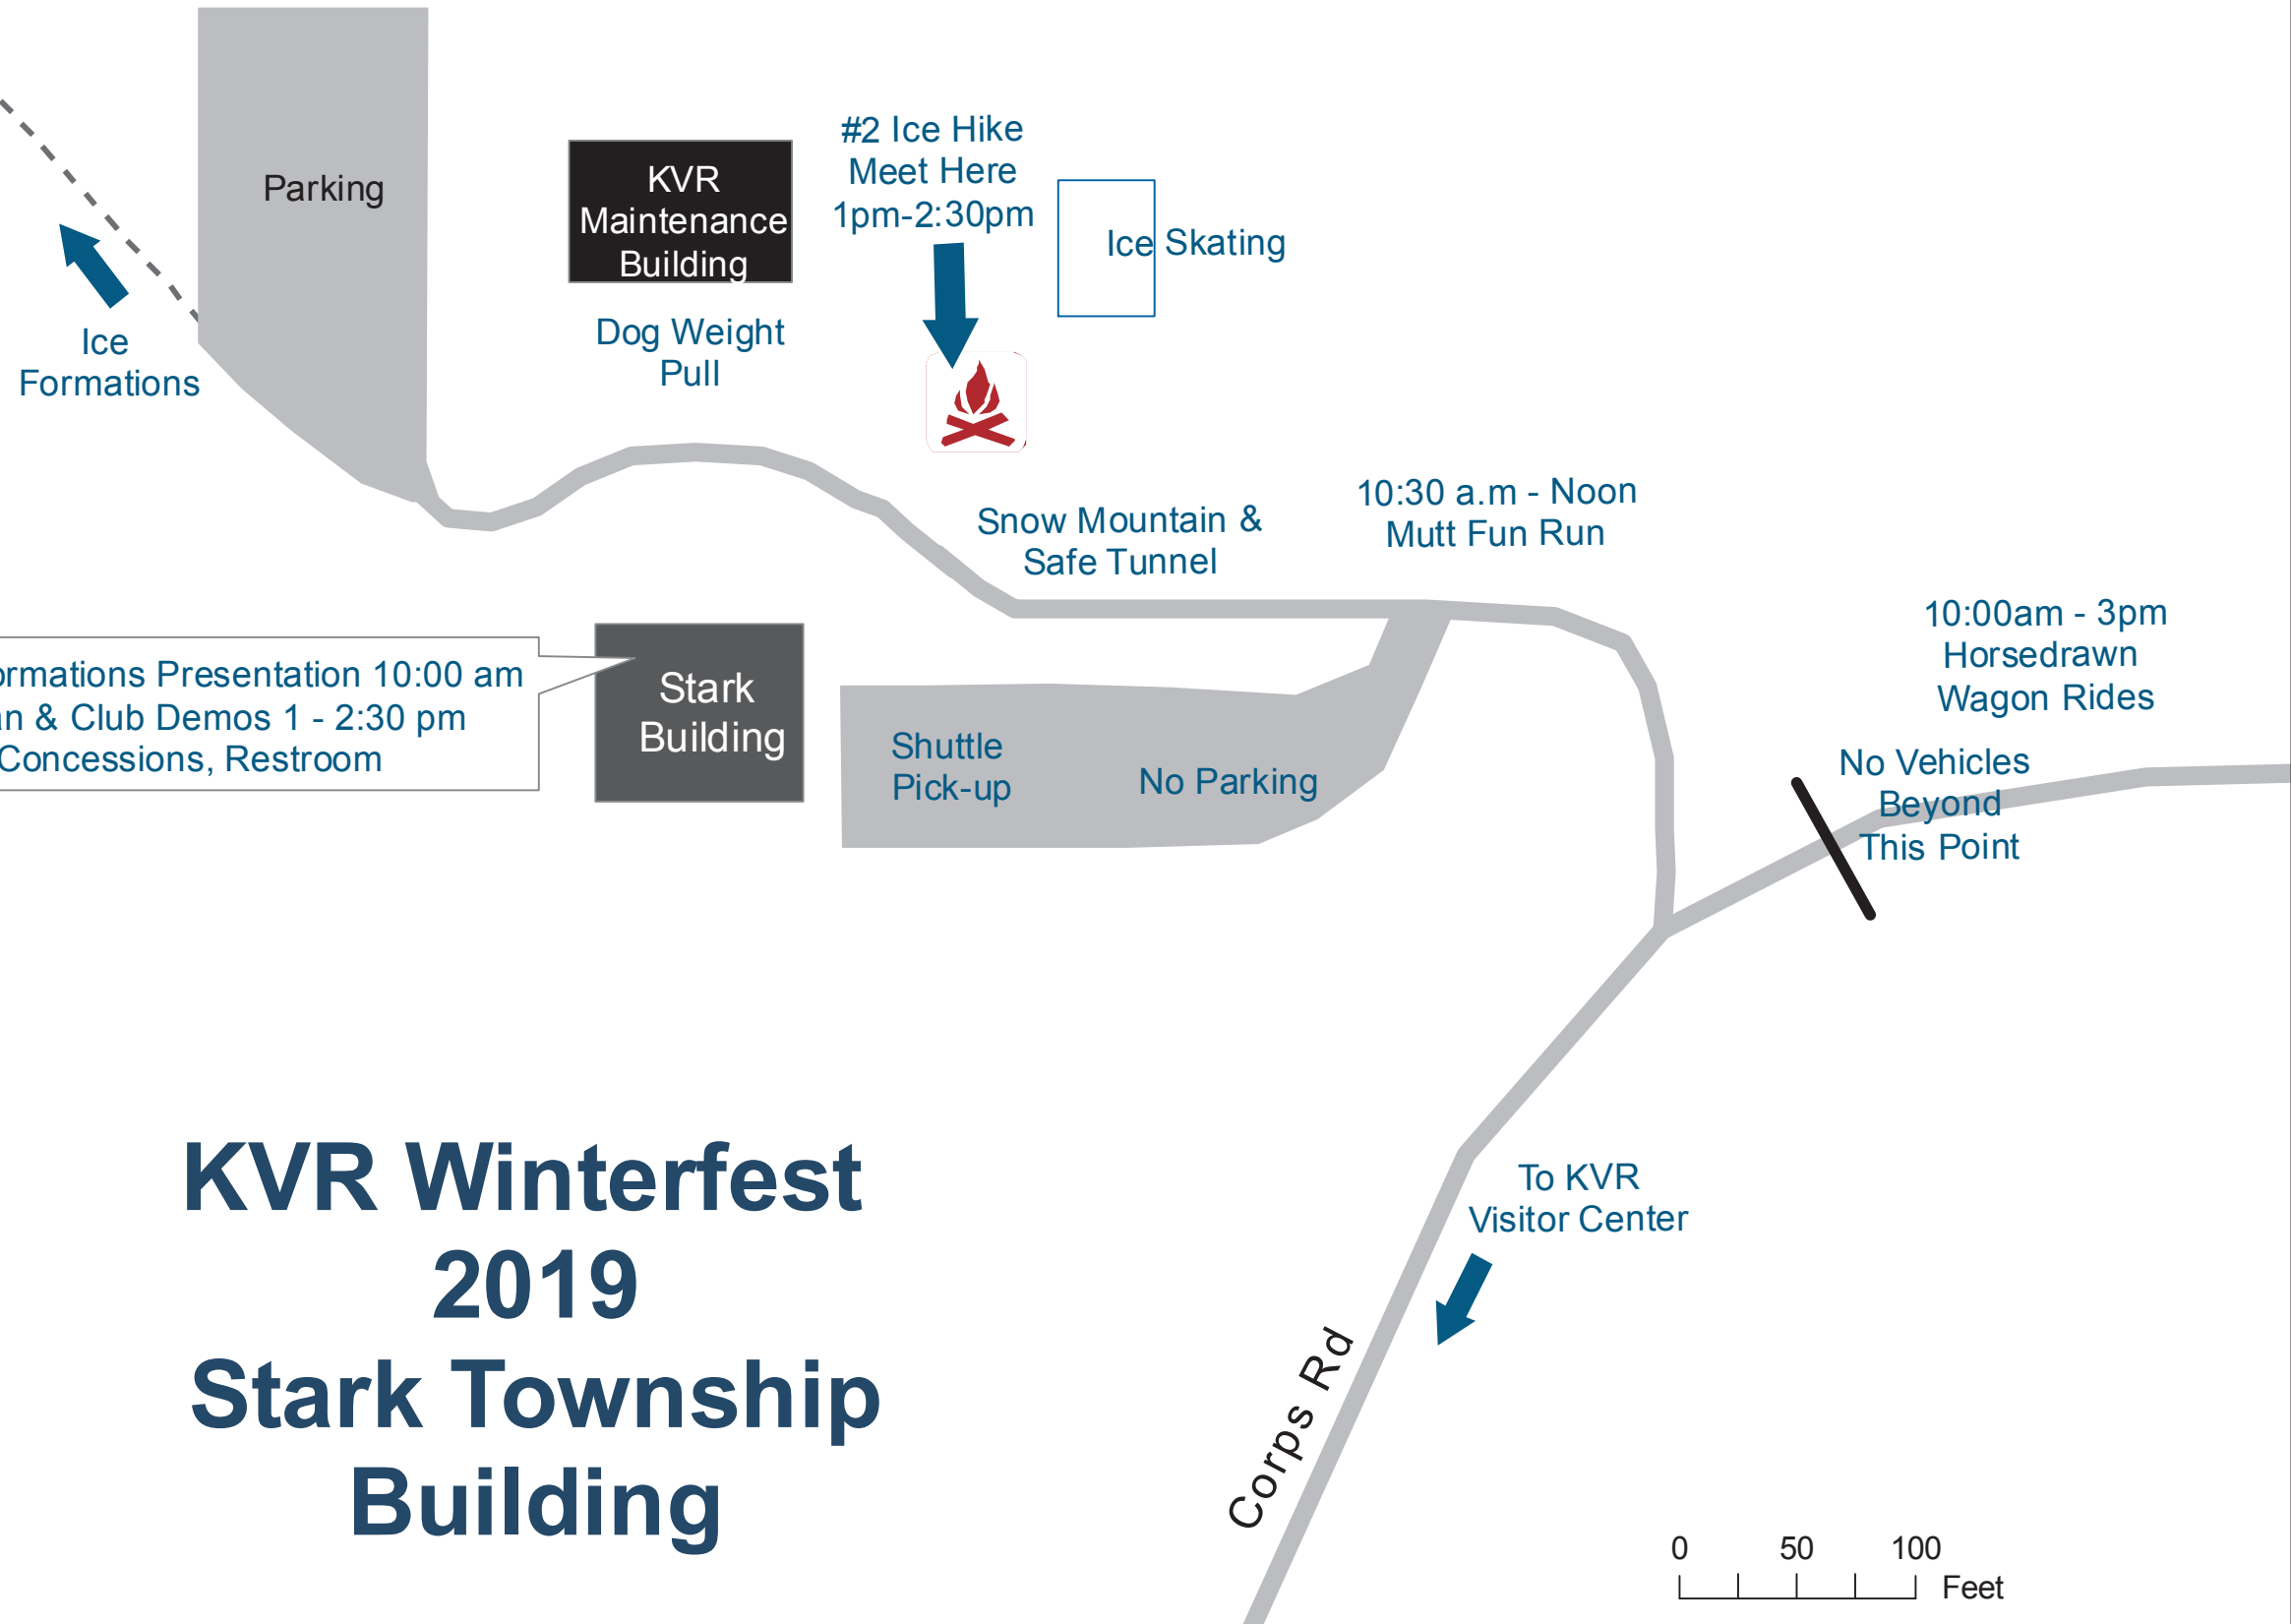 Parking
KVR
Maintenance
Building
#2 Ice Hike
Meet Here
1pm-2:30pm
Ice Skating
Ice
Formations
Dog Weight
Pull
Snow Mountain &
Safe Tunnel
10:30 a.m - Noon
Mutt Fun Run
10:00am - 3pm
Horsedrawn
Wagon Rides
ormations Presentation 10:00 am
& Club Demos 1 - 2:30 pm
Concessions, Restroom
Stark
Building
Shuttle
Pick-up
No Parking
No Vehicles
Beyond
This Point
KVR Winterfest
2019
Stark Township
Building
To KVR
Visitor Center
Corps Rd
0 50 100
Feet